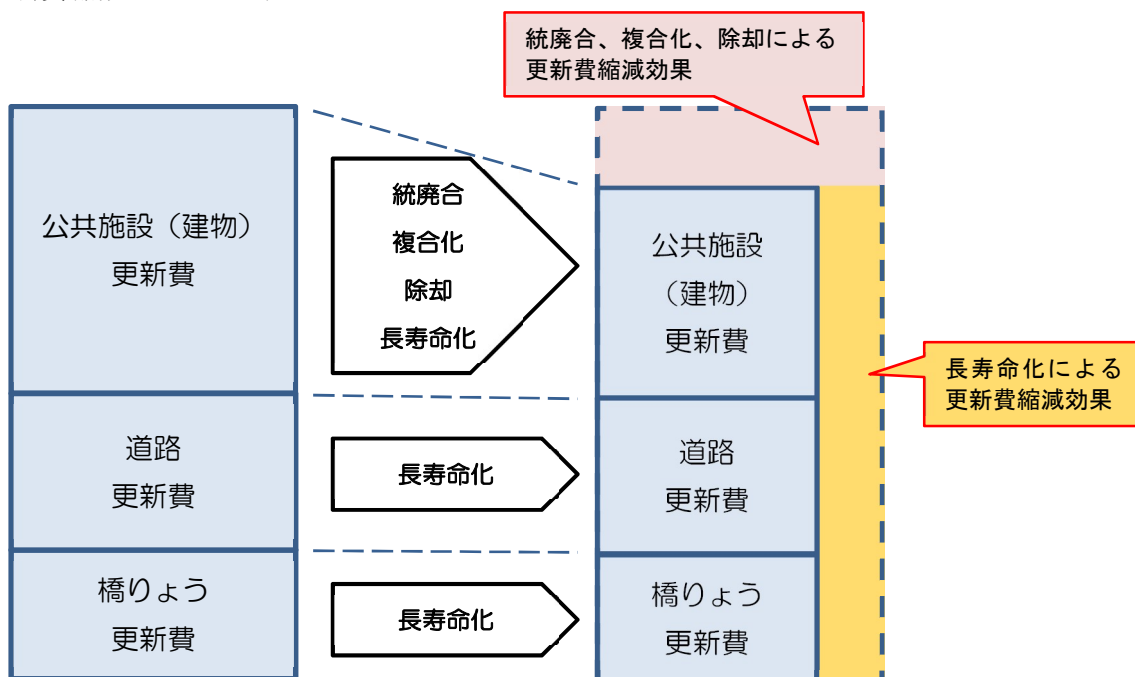 統廃合、複合化、除却による
更新費縮減効果
公共施設（建物）
更新費
統廃合
複合化
除却
長寿命化
公共施設
（建物）
更新費
長寿命化による
更新費縮減効果
道路
更新費
長寿命化
道路
更新費
橋りょう
更新費
長寿命化
橋りょう
更新費